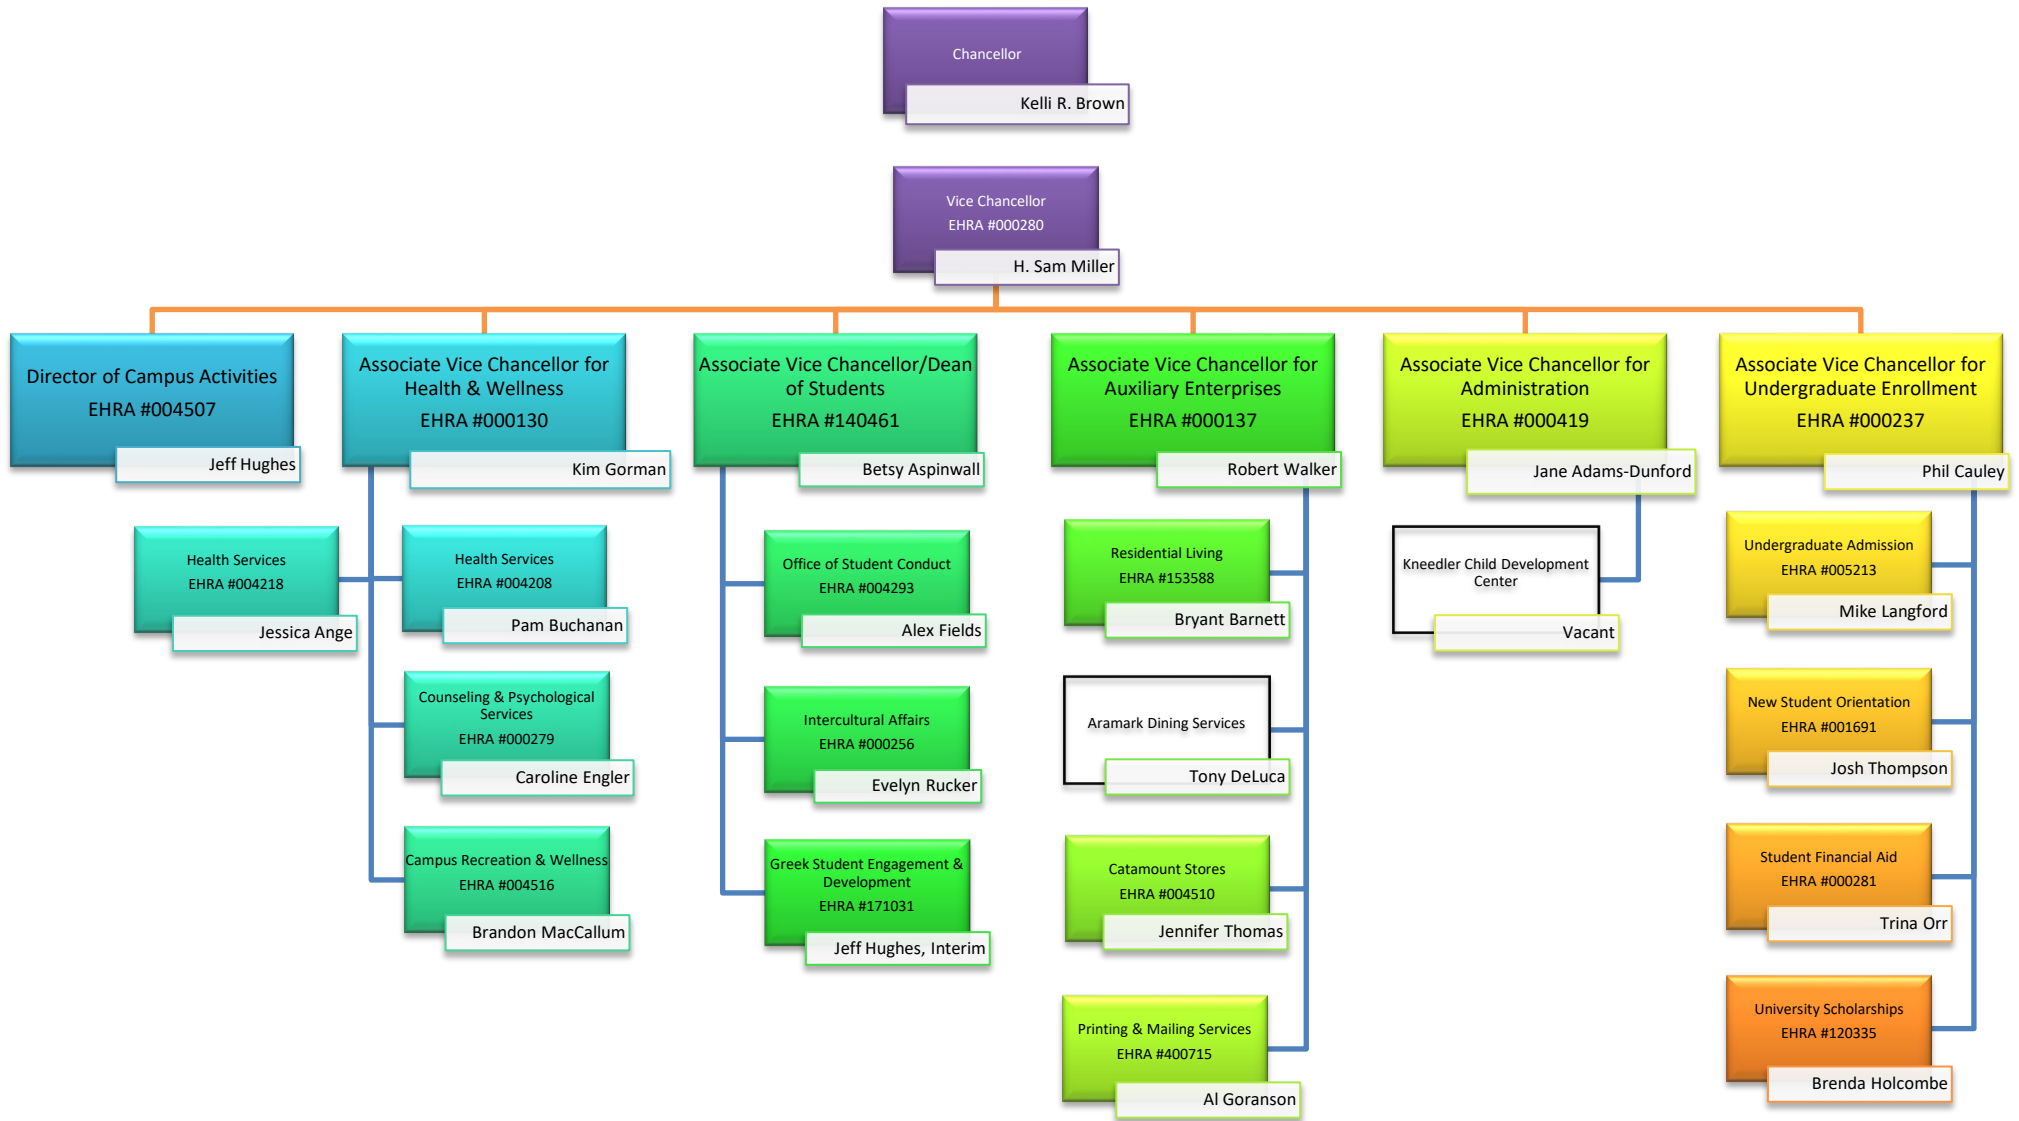 Chancellor
Kelli R. Brown
Vice Chancellor
EHRA #000280
H. Sam Miller
Director of Campus Activities
EHRA #004507
Jeff Hughes
Associate Vice Chancellor for
Health & Wellness
EHRA #000130
Kim Gorman
Associate Vice Chancellor/Dean
of Students
EHRA #140461
Betsy Aspinwall
Associate Vice Chancellor for
Auxiliary Enterprises
EHRA #000137
Robert Walker
Associate Vice Chancellor for
Administration
EHRA #000419
Jane Adams-Dunford
Associate Vice Chancellor for
Undergraduate Enrollment
EHRA #000237
Phil Cauley
Health Services
EHRA #004218
Jessica Ange
Health Services
EHRA #004208
Pam Buchanan
Counseling & Psychological
Services
EHRA #000279
Caroline Engler
Campus Recreation & Wellness
EHRA #004516
Brandon MacCallum
Office of Student Conduct
EHRA #004293
Alex Fields
Intercultural Affairs
EHRA #000256
Evelyn Rucker
Greek Student Engagement &
Development
EHRA #171031
Jeff Hughes, Interim
Residential Living
EHRA #153588
Bryant Barnett
Aramark Dining Services
Tony DeLuca
Catamount Stores
EHRA #004510
Jennifer Thomas
Printing & Mailing Services
EHRA #400715
Al Goranson
Kneedler Child Development
Center
Vacant
Undergraduate Admission
EHRA #005213
Mike Langford
New Student Orientation
EHRA #001691
Josh Thompson
Student Financial Aid
EHRA #000281
Trina Orr
University Scholarships
EHRA #120335
Brenda Holcombe